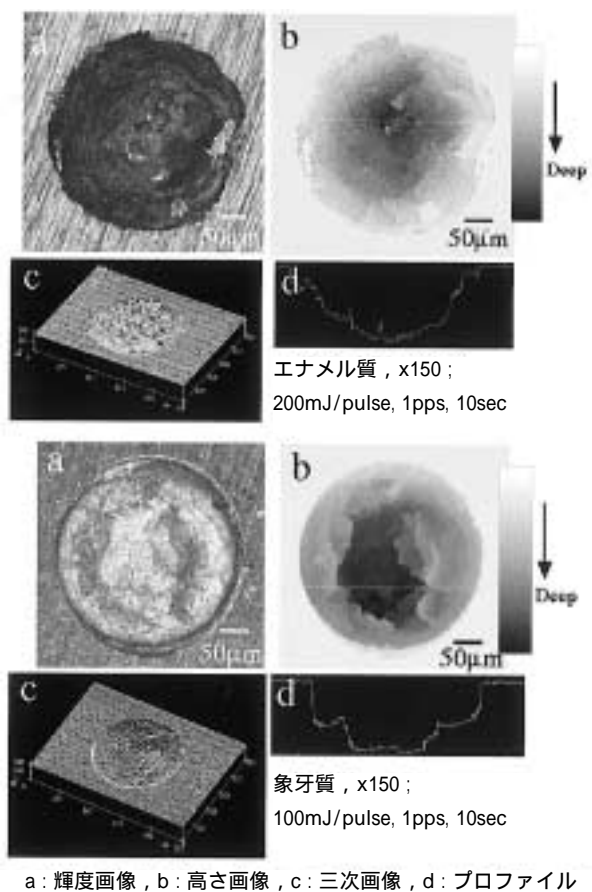 a
b
Deep
50μm
50μm
c
d
エナメル質，x150；
200mJ/pulse, 1pps, 10sec
a
b
Deep
50μm
50μm
c
d
象牙質，x150；
100mJ/pulse, 1pps, 10sec
a：輝度画像，b：高さ画像，c：三次画像，d：プロファイル